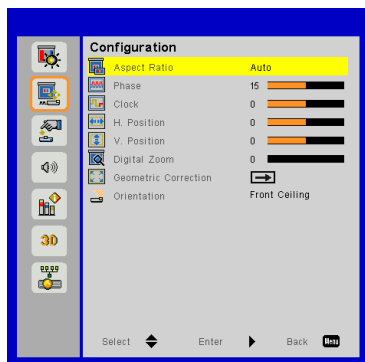 Configuration
Aspect Ratio Auto
Phase 15
Clock 0
H. Position 0
V. Position 0
Digital Zoom 0
Geometric Correction
Orientation Front Ceiling
3D
Select Enter Back Menu